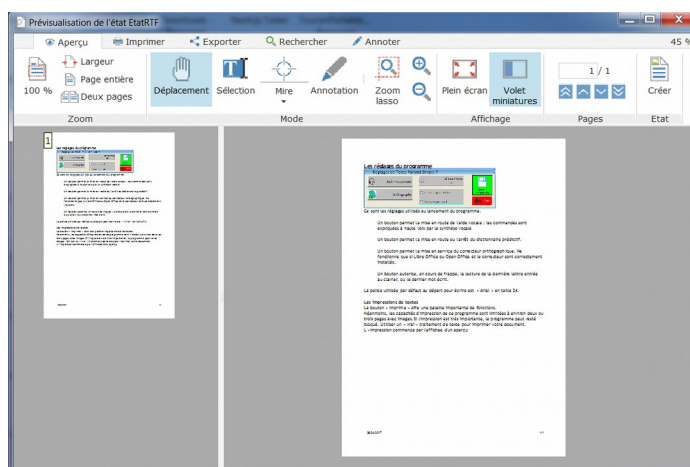 Prévisualisation de l'état EtatRTF
Aperçu Imprimer Exporter Rechercher Annoter 45 %
100 %
Largeur
Page entière
Deux pages
Déplacement
Sélection
Mire
Annotation
Zoom lasso
Plein écran
Volet miniatures
1 / 1
Créer
Zoom Mode Affichage Pages Etat
1
Les réglages du programme
Ce sont les réglages utilisés au lancement du programme.
Un bouton permet la mise en route de l'aide vocale : les commandes sont
expliquées à haute voix par la synthèse vocale
Un bouton permet la mise en route ou l'arrêt du dictionnaire prédictif.
Un bouton permet la mise en service du correcteur orthographique. Ne
fonctionne que si Libre Office ou Open Office et le correcteur sont correctement
installés.
Un bouton autorise, en cours de frappe, la lecture de la dernière lettre entrée
au clavier, ou le dernier mot écrit.
La police utilisée par défaut au départ pour écrire est « Arial » en taille 24.
Les impressions de textes
Le bouton « Imprime » offre une palette importante de fonctions.
Néanmoins, les capacités d'impression de ce programme sont limitées à environ deux ou
trois pages avec images. Si l'impression est très importante, le programme peut resté
bloqué. Utiliser un « vrai » traitement de texte pour imprimer votre document.
L'impression commence par l'affichée d'un aperçu